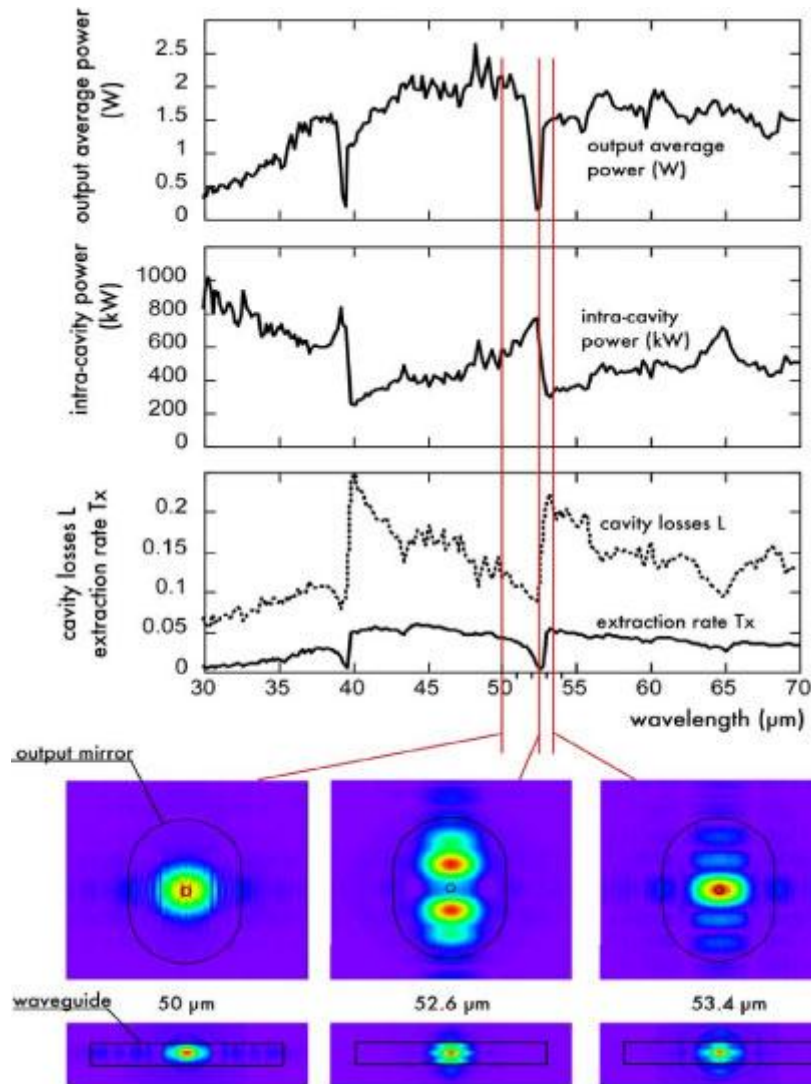 output average power
(W)
2.5
2
1.5
1
0.5
0
output average
power (W)
intra-cavity power
(kW)
1000
800
600
400
200
0
intra-cavity
power (kW)
cavity losses L
extraction rate Tx
0.2
0.15
0.1
0.05
0
cavity losses L
extraction rate Tx
30 35 40 45 50 55 60 65 70
wavelength (µm)
output mirror
waveguide
50 µm 52.6 µm 53.4 µm